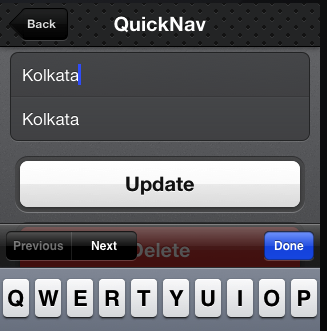 Back QuickNav
Kolkata
Kolkata
Update
Delete
Previous Next Done
Q W E R T Y U I O P